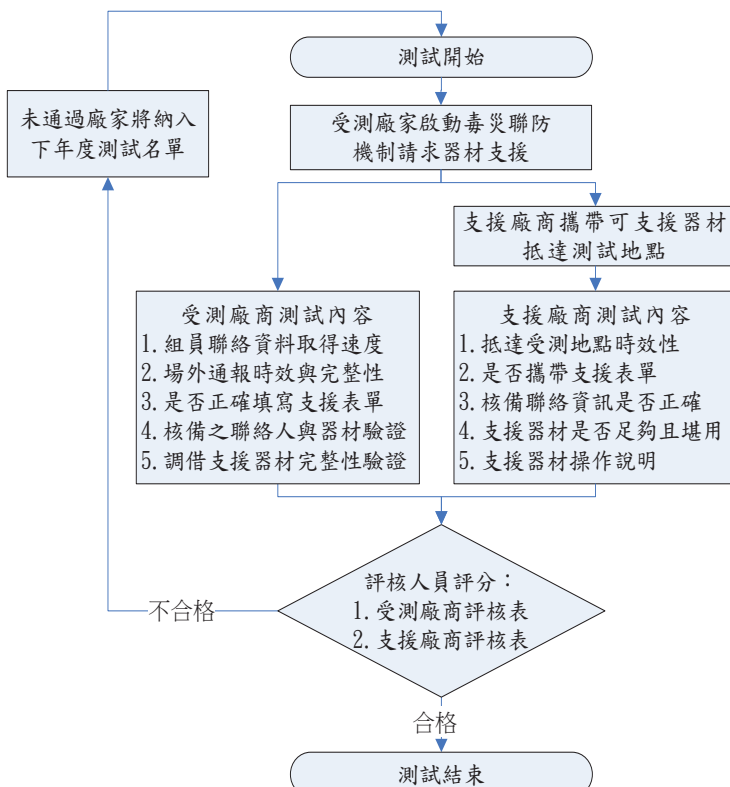 測試開始
未通過廠家將納入
下年度測試名單
受測廠家啟動毒災聯防
機制請求器材支援
支援廠商攜帶可支援器材
抵達測試地點
受測廠商測試內容
1. 組員聯絡資料取得速度
2. 場外通報時效與完整性
3. 是否正確填寫支援表單
4. 核備之聯絡人與器材驗證
5. 調借支援器材完整性驗證
支援廠商測試內容
1. 抵達受測地點時效性
2. 是否攜帶支援表單
3. 核備聯絡資訊是否正確
4. 支援器材是否足夠且堪用
5. 支援器材操作說明
評核人員評分：
1. 受測廠商評核表
2. 支援廠商評核表
不合格
合格
測試結束